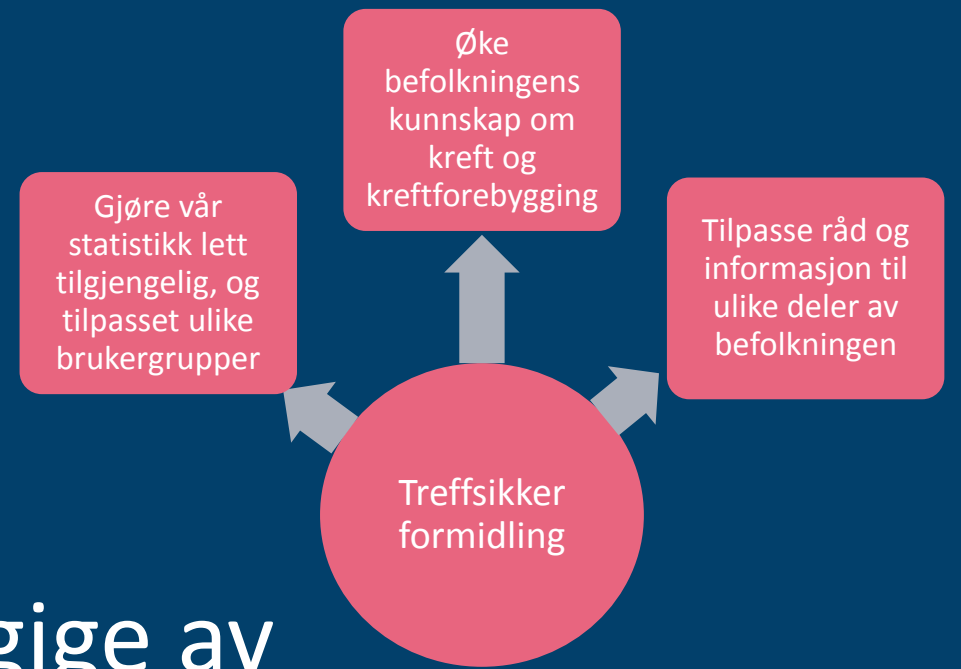 Øke
befolkningens
kunnskap om
kreft og
kreftforebygging
Gjøre vår
statistikk lett
tilgjengelig, og
tilpasset ulike
brukergrupper
Tilpasse råd og
informasjon til
ulike deler av
befolkningen
Treffsikker
formidling
av